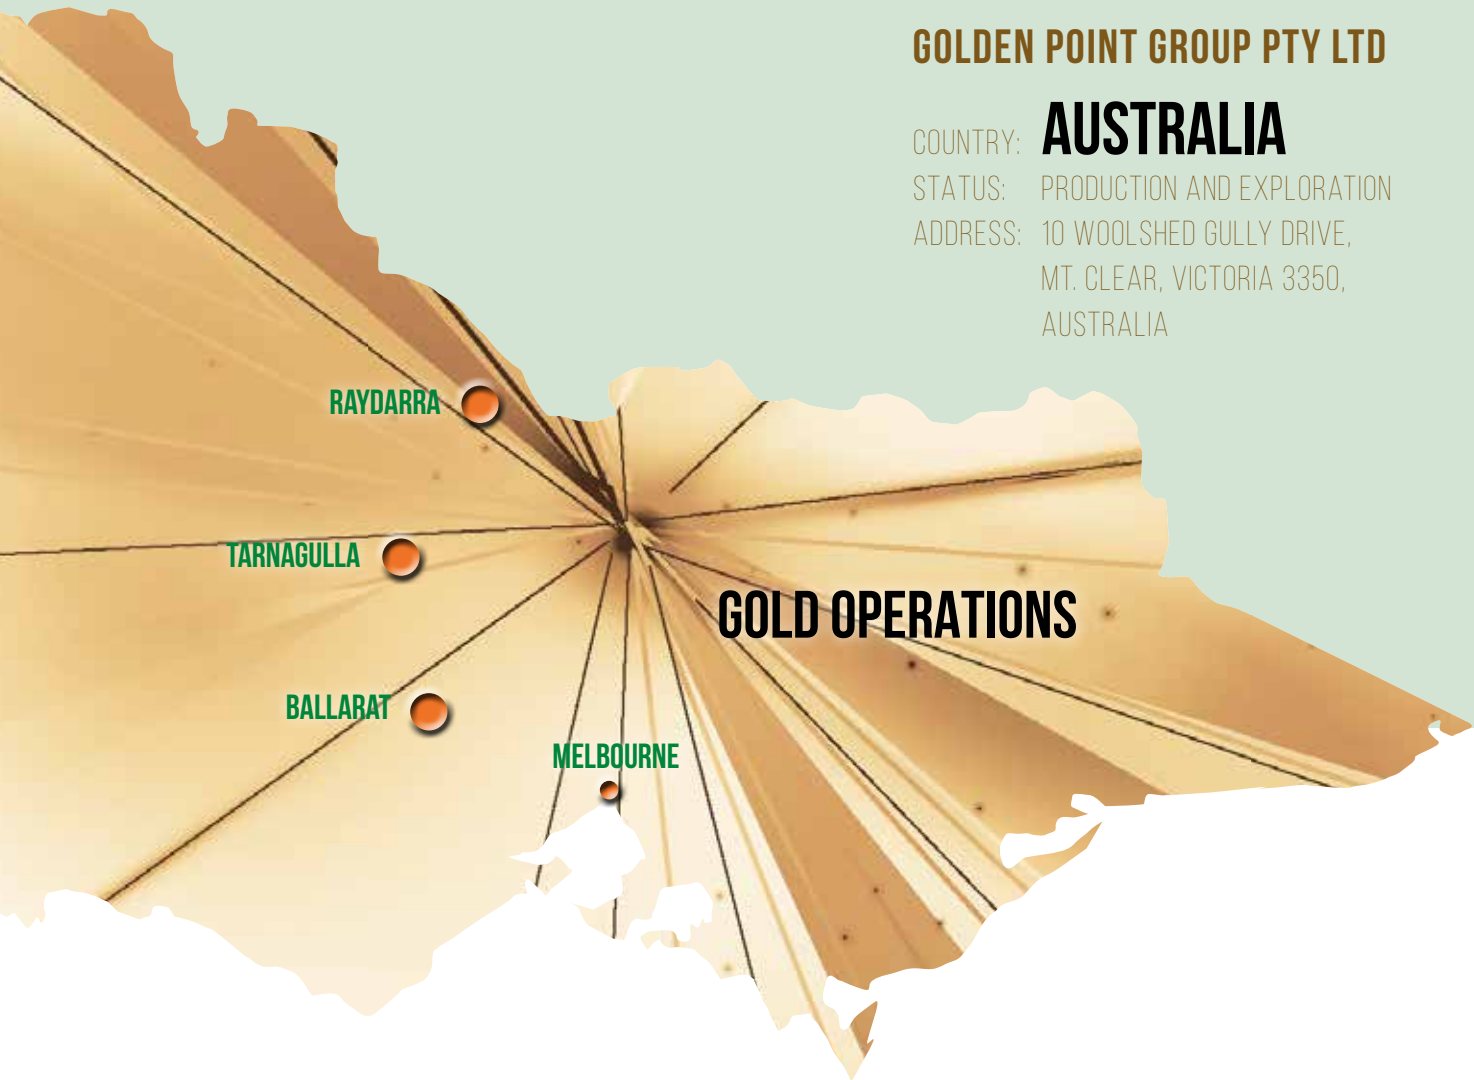 GOLDEN POINT GROUP PTY LTD
COUNTRY: AUSTRALIA
STATUS: PRODUCTION AND EXPLORATION
ADDRESS: 10 WOOLSHED GULLY DRIVE,
MT. CLEAR, VICTORIA 3350,
AUSTRALIA
RAYDARRA
TARNAGULLA
GOLD OPERATIONS
BALLARAT
MELBOURNE